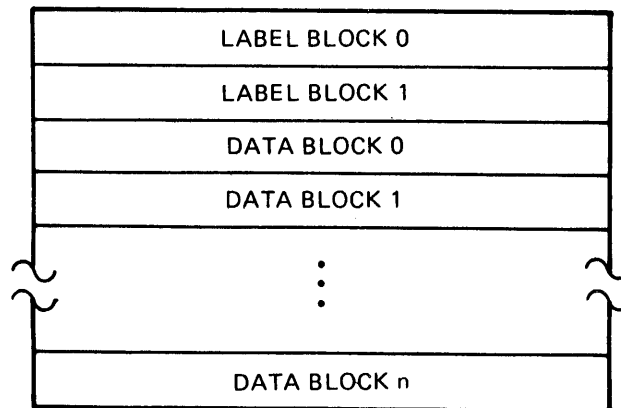 LABEL BLOCK 0
LABEL BLOCK 1
DATA BLOCK 0
DATA BLOCK 1
DATA BLOCK n